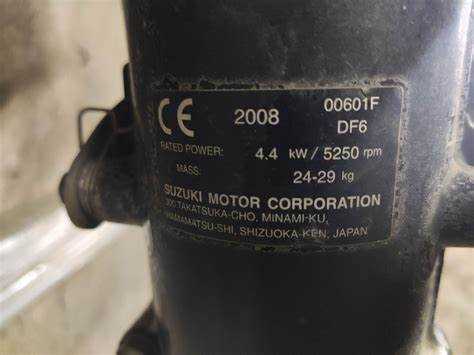 CE 2008 00601F
DF6
RATED POWER: 4.4 kW / 5250 rpm
MASS: 24-29 kg
SUZUKI MOTOR CORPORATION
300 TAKATSUKA-CHO, MINAMI-KU,
HAMAMATSU-SHI, SHIZUOKA-KEN, JAPAN